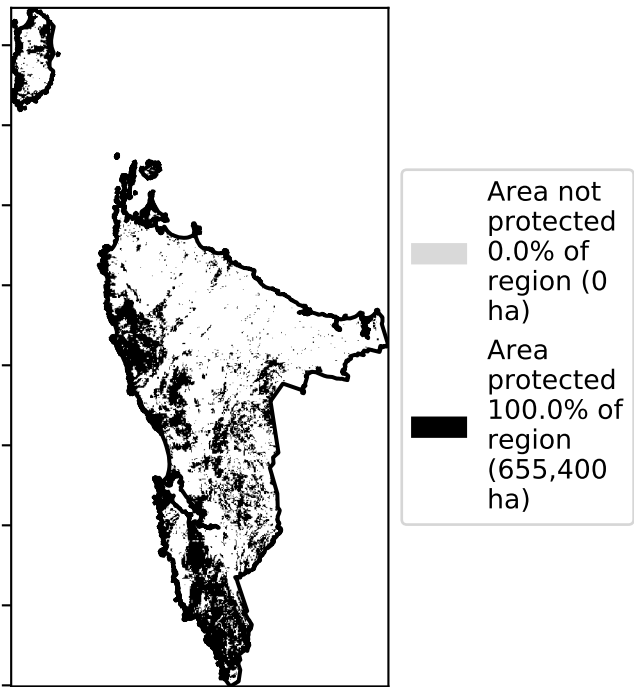 Area not
protected
0.0% of
region (0
ha)
Area
protected
100.0% of
region
(655,400
ha)